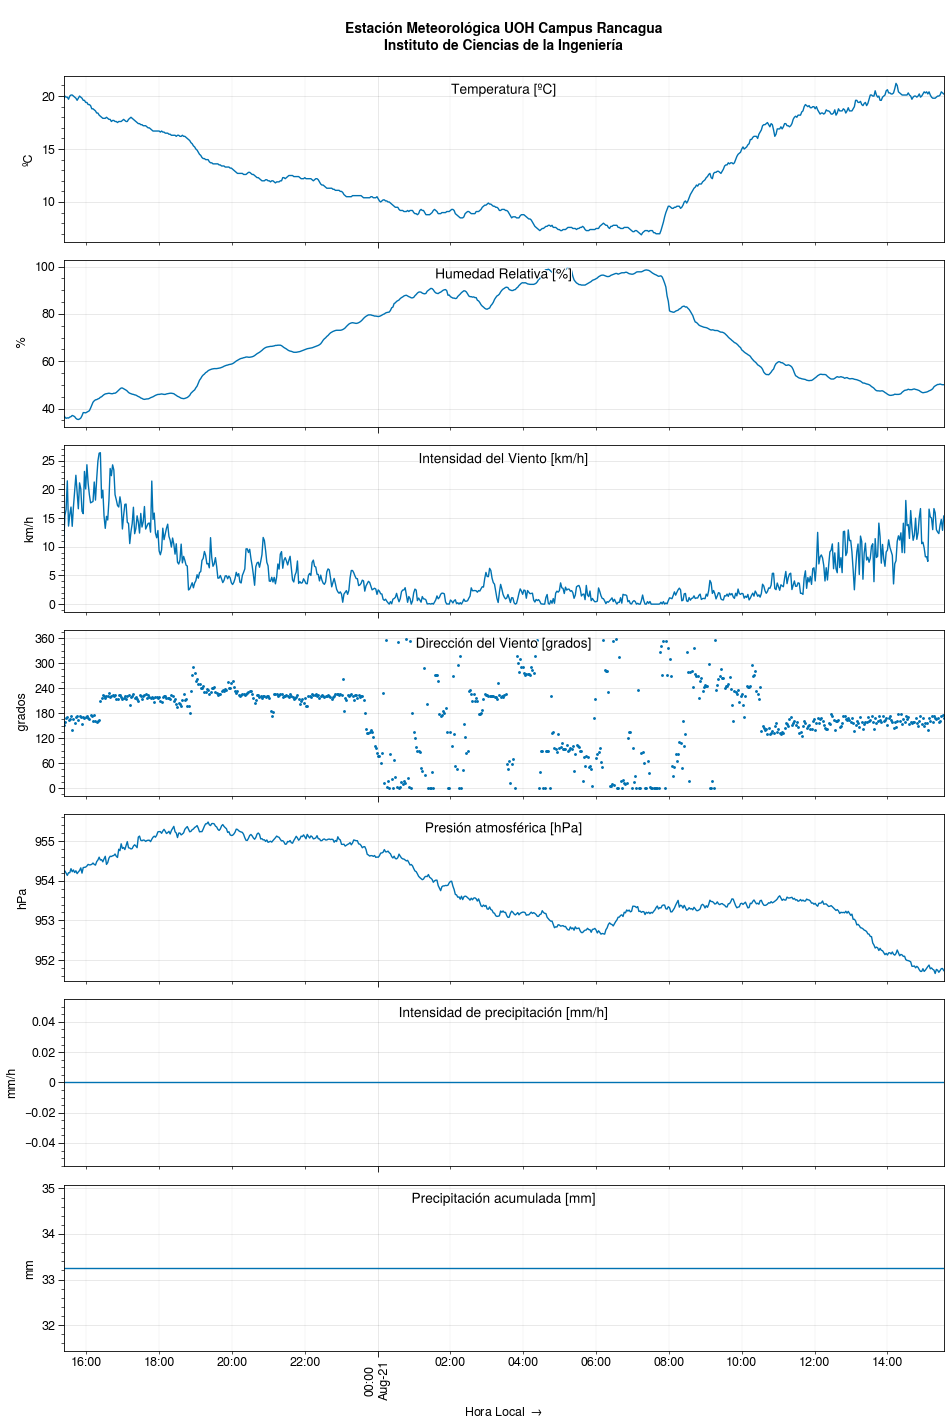 Estación Meteorológica UOH Campus Rancagua
Instituto de Ciencias de la Ingeniería
Temperatura [ºC]
ºC
20
15
10
Humedad Relativa [%]
%
100
80
60
40
Intensidad del Viento [km/h]
km/h
25
20
15
10
5
0
Dirección del Viento [grados]
grados
360
300
240
180
120
60
0
Presión atmosférica [hPa]
hPa
955
954
953
952
Intensidad de precipitación [mm/h]
mm/h
0.04
0.02
0
−0.02
−0.04
Precipitación acumulada [mm]
mm
35
34
33
32
16:00 18:00 20:00 22:00 00:00 02:00 04:00 06:00 08:00 10:00 12:00 14:00
Aug-21
Hora Local →